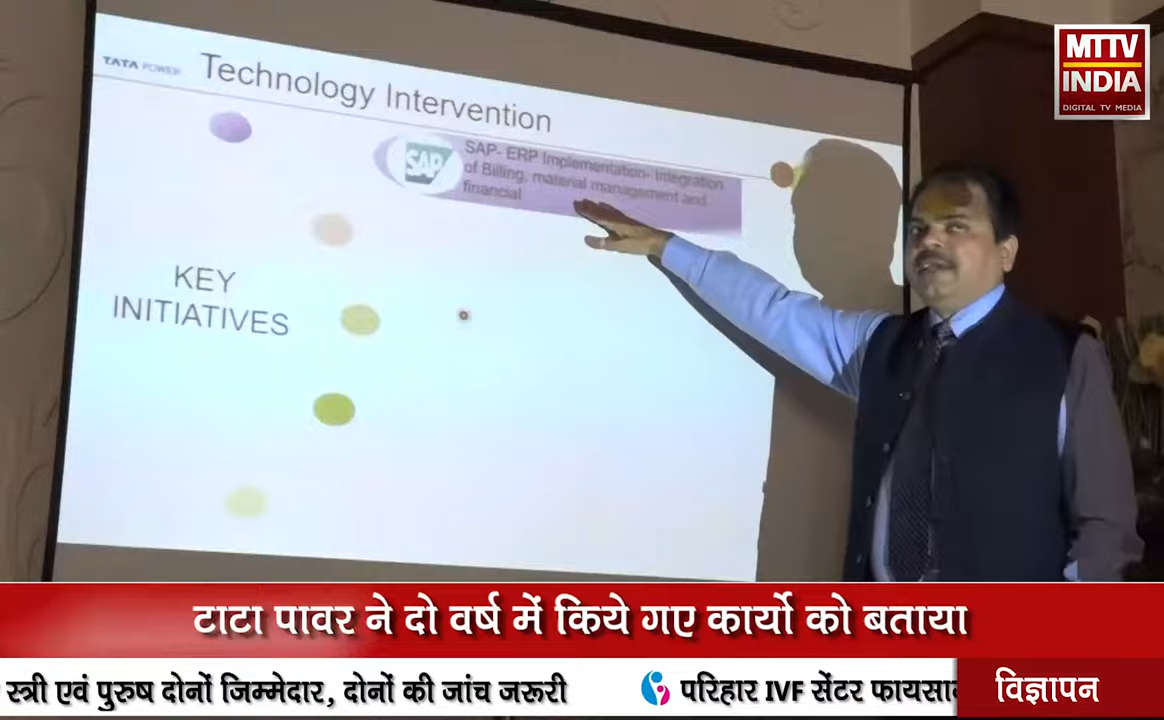 MTTV
INDIA
DIGITAL TV MEDIA
TATA POWER
Technology Intervention
SAP
SAP- ERP Implementation- Integration
of Billing, material management and
financial
KEY
INITIATIVES
टाटा पावर ने दो वर्ष में किये गए कार्यो को बताया
स्त्री एवं पुरुष दोनों जिम्मेदार, दोनों की जांच जरूरी
परिहार IVF सेंटर
विज्ञापन